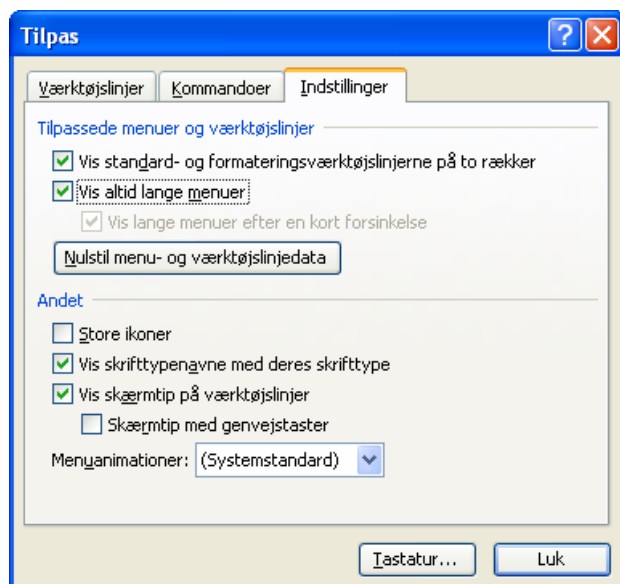 Tilpas
Værktøjslinjer Kommandoer Indstillinger
Tilpassede menuer og værktøjslinjer
Vis standard- og formateringsværktøjslinjerne på to rækker
Vis altid lange menuer
Vis lange menuer efter en kort forsinkelse
Nulstil menu- og værktøjslinjedata
Andet
Store ikoner
Vis skrifttypenavne med deres skrifttype
Vis skærmtip på værktøjslinjer
Skærmtip med genvejstaster
Menuanimationer: (Systemstandard)
Tastatur... Luk